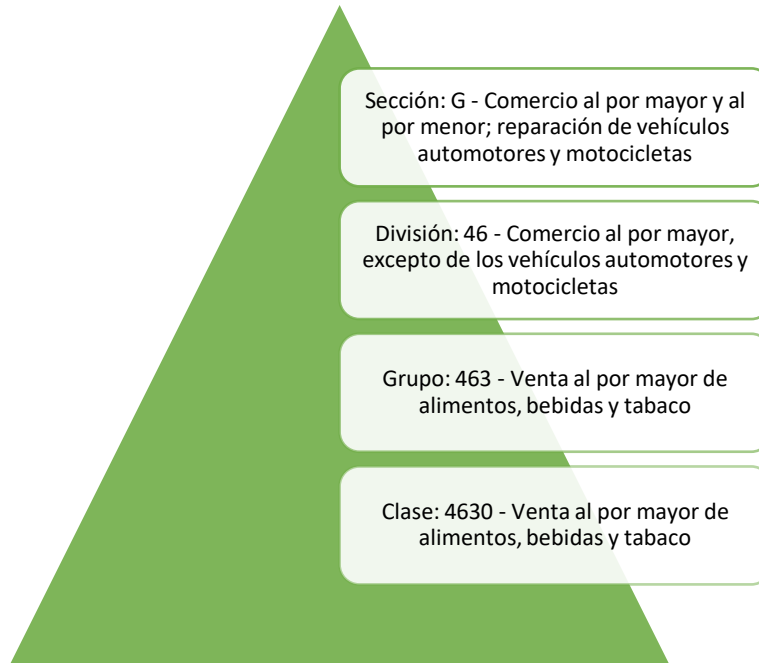 Sección: G - Comercio al por mayor y al
por menor; reparación de vehículos
automotores y motocicletas
División: 46 - Comercio al por mayor,
excepto de los vehículos automotores y
motocicletas
Grupo: 463 - Venta al por mayor de
alimentos, bebidas y tabaco
Clase: 4630 - Venta al por mayor de
alimentos, bebidas y tabaco